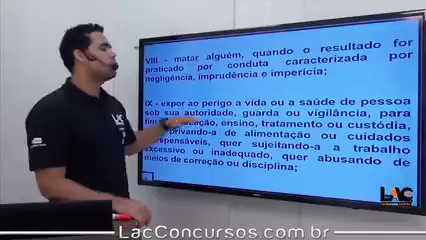 VIII - matar alguém, quando o resultado for
praticado por conduta caracterizada por
negligência, imprudência e imperícia;
IX - expor ao perigo a vida ou a saúde de pessoa
sob sua autoridade, guarda ou vigilância, para
educação, ensino, tratamento ou custódia,
privando-a de alimentação ou cuidados
quer sujeitando-a a trabalho
excessivo ou inadequado, quer abusando de
meios de correção ou disciplina;
LAC
LAC
LacConcursos.com.br